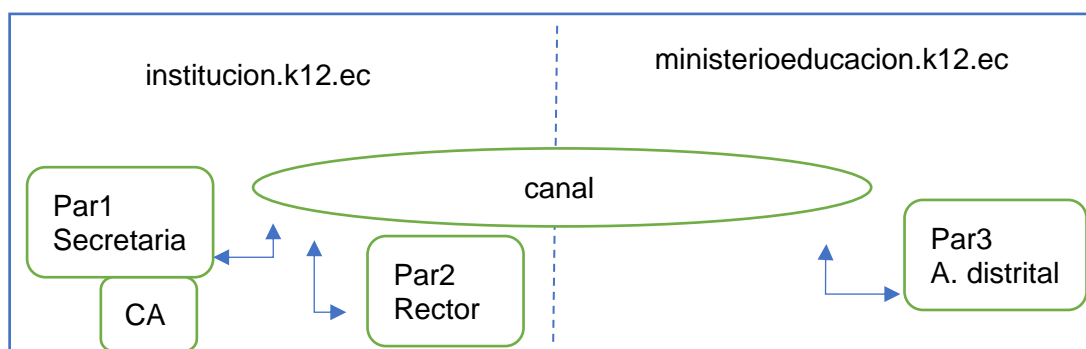 institucion.k12.ec
ministerioeducacion.k12.ec
canal
Par1
Secretaria
CA
Par2
Rector
Par3
A. distrital